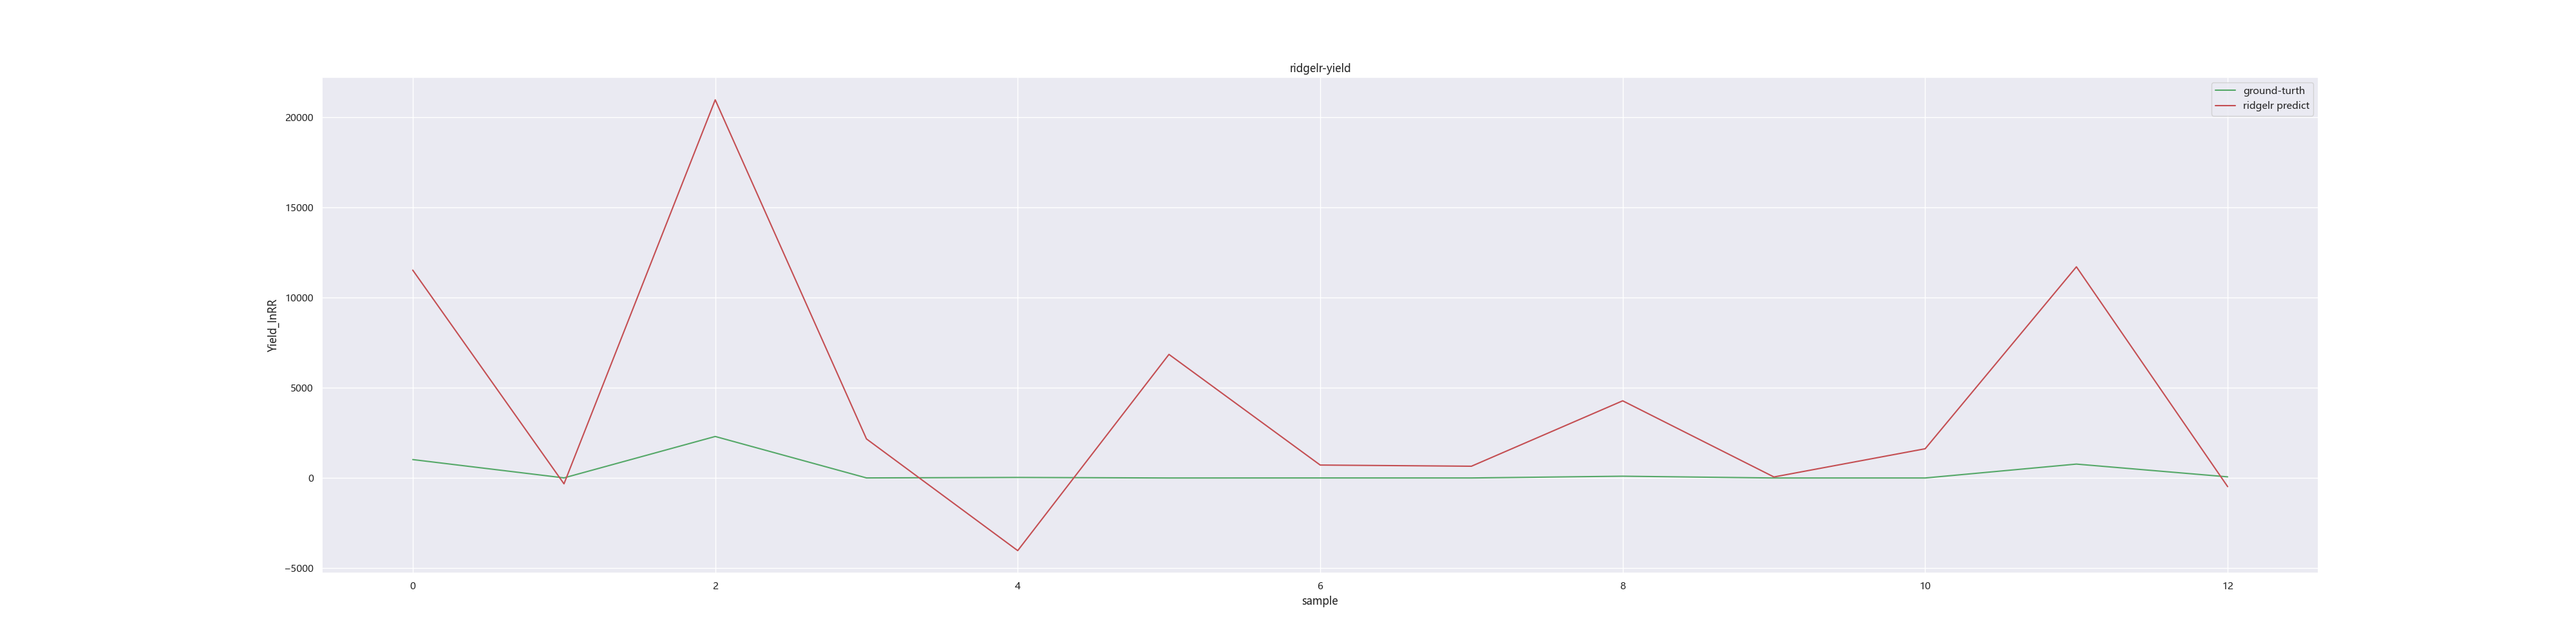 ridgelr-yield
ground-turth
ridgelr predict
20000
15000
10000
5000
0
−5000
Yield_lnRR
0 2 4 6 8 10 12
sample